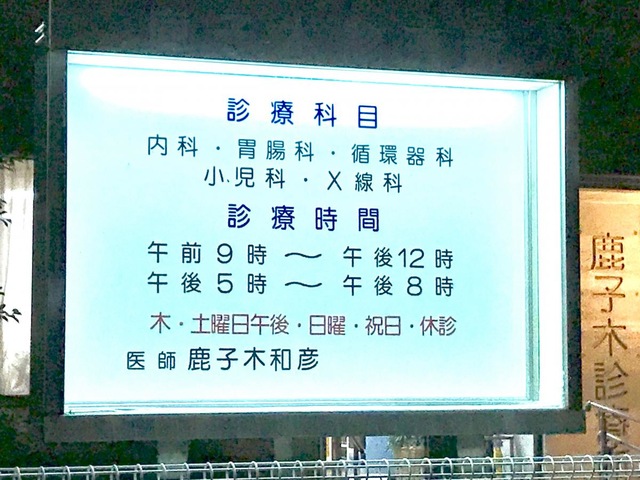 診療科目
内科・胃腸科・循環器科
小児科・X線科
診療時間
午前9時～午後12時
午後5時～午後8時
木・土曜日午後・日曜・祝日・休診
医師 鹿子木和彦
鹿子木診